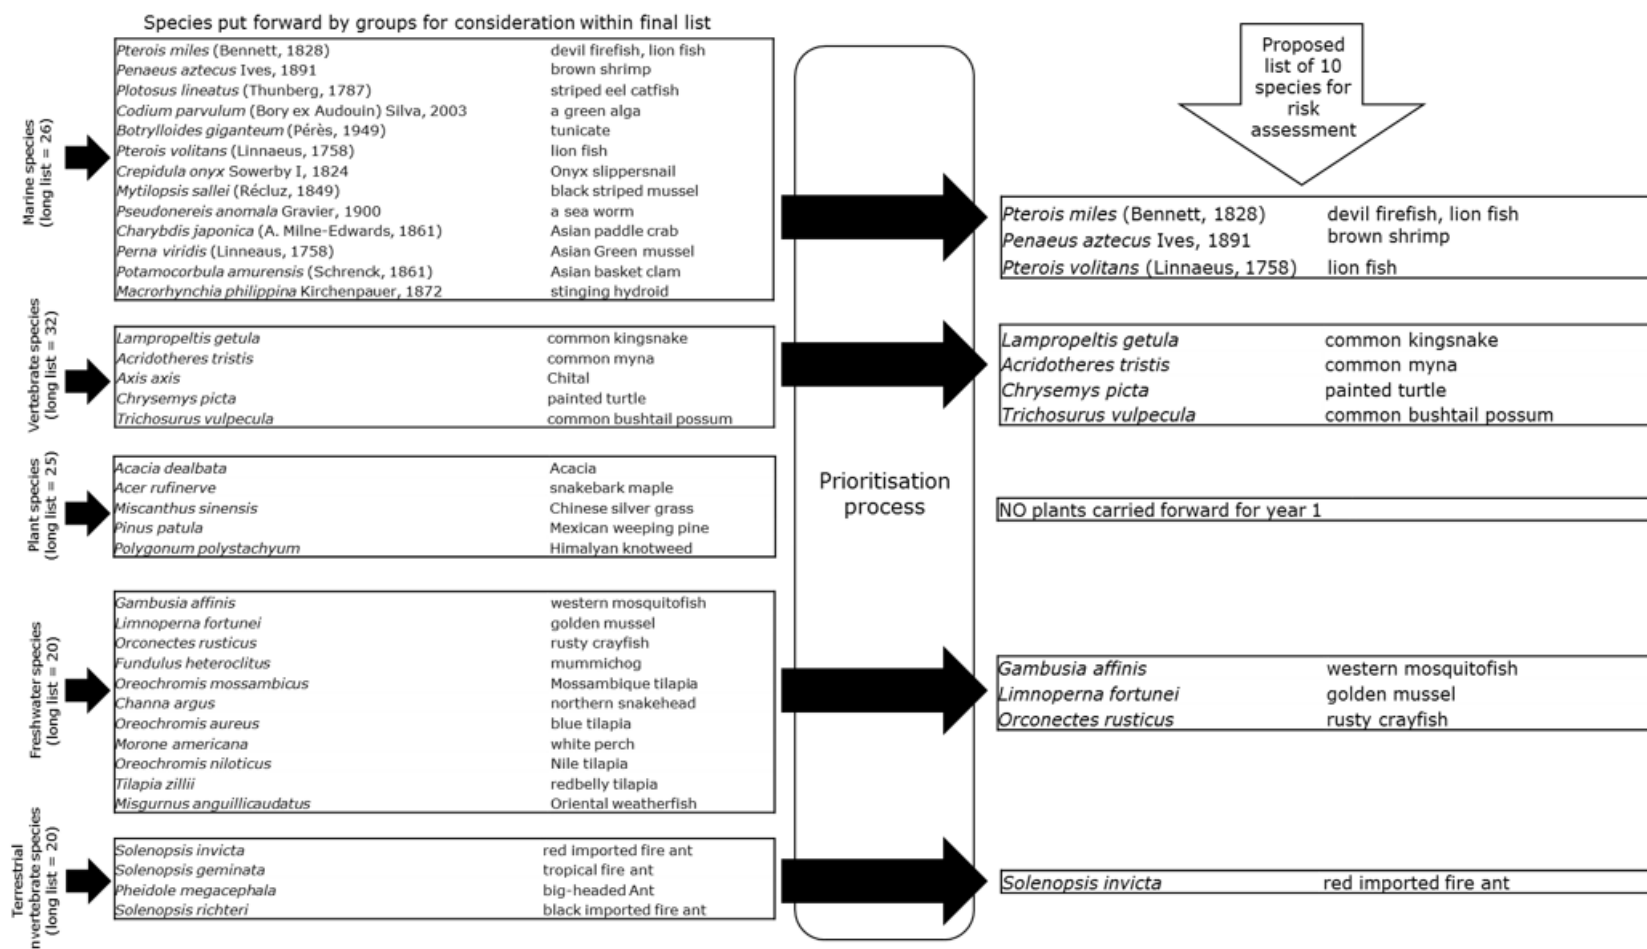 Species put forward by groups for consideration within final list
Marine species
(long list = 26)
Pterois miles (Bennett, 1828) devil firefish, lion fish
Penaeus aztecus Ives, 1891 brown shrimp
Plotosus lineatus (Thunberg, 1787) striped eel catfish
Codium parvulum (Bory ex Audouin) Silva, 2003 a green alga
Botrylloides giganteum (Pérès, 1949) tunicate
Pterois volitans (Linnaeus, 1758) lion fish
Crepidula onyx Sowerby I, 1824 Onyx slippersnail
Mytilopsis sallei (Récluz, 1849) black striped mussel
Pseudonereis anomala Gravier, 1900 a sea worm
Charybdis japonica (A. Milne-Edwards, 1861) Asian paddle crab
Perna viridis (Linneaus, 1758) Asian Green mussel
Potamocorbula amurensis (Schrenck, 1861) Asian basket clam
Macrorhynchia philippina Kirchenpauer, 1872 stinging hydroid
Vertebrate species
(long list = 32)
Lampropeltis getula common kingsnake
Acridotheres tristis common myna
Axis axis Chital
Chrysemys picta painted turtle
Trichosurus vulpecula common bushtail possum
Plant species
(long list = 25)
Acacia dealbata Acacia
Acer rufinerve snakebark maple
Miscanthus sinensis Chinese silver grass
Pinus patula Mexican weeping pine
Polygonum polystachyum Himalyan knotweed
Freshwater species
(long list = 20)
Gambusia affinis western mosquitofish
Limnoperna fortunei golden mussel
Orconectes rusticus rusty crayfish
Fundulus heteroclitus mummichog
Oreochromis mossambicus Mossambique tilapia
Channa argus northern snakehead
Oreochromis aureus blue tilapia
Morone americana white perch
Oreochromis niloticus Nile tilapia
Tilapia zillii redbelly tilapia
Misgurnus anguillicaudatus Oriental weatherfish
Terrestrial
nvertebrate species
(long list = 20)
Solenopsis invicta red imported fire ant
Solenopsis geminata tropical fire ant
Pheidole megacephala big-headed Ant
Solenopsis richteri black imported fire ant
Prioritisation
process
Proposed
list of 10
species for
risk
assessment
Pterois miles (Bennett, 1828) devil firefish, lion fish
Penaeus aztecus Ives, 1891 brown shrimp
Pterois volitans (Linnaeus, 1758) lion fish
Lampropeltis getula common kingsnake
Acridotheres tristis common myna
Chrysemys picta painted turtle
Trichosurus vulpecula common bushtail possum
NO plants carried forward for year 1
Gambusia affinis western mosquitofish
Limnoperna fortunei golden mussel
Orconectes rusticus rusty crayfish
Solenopsis invicta red imported fire ant